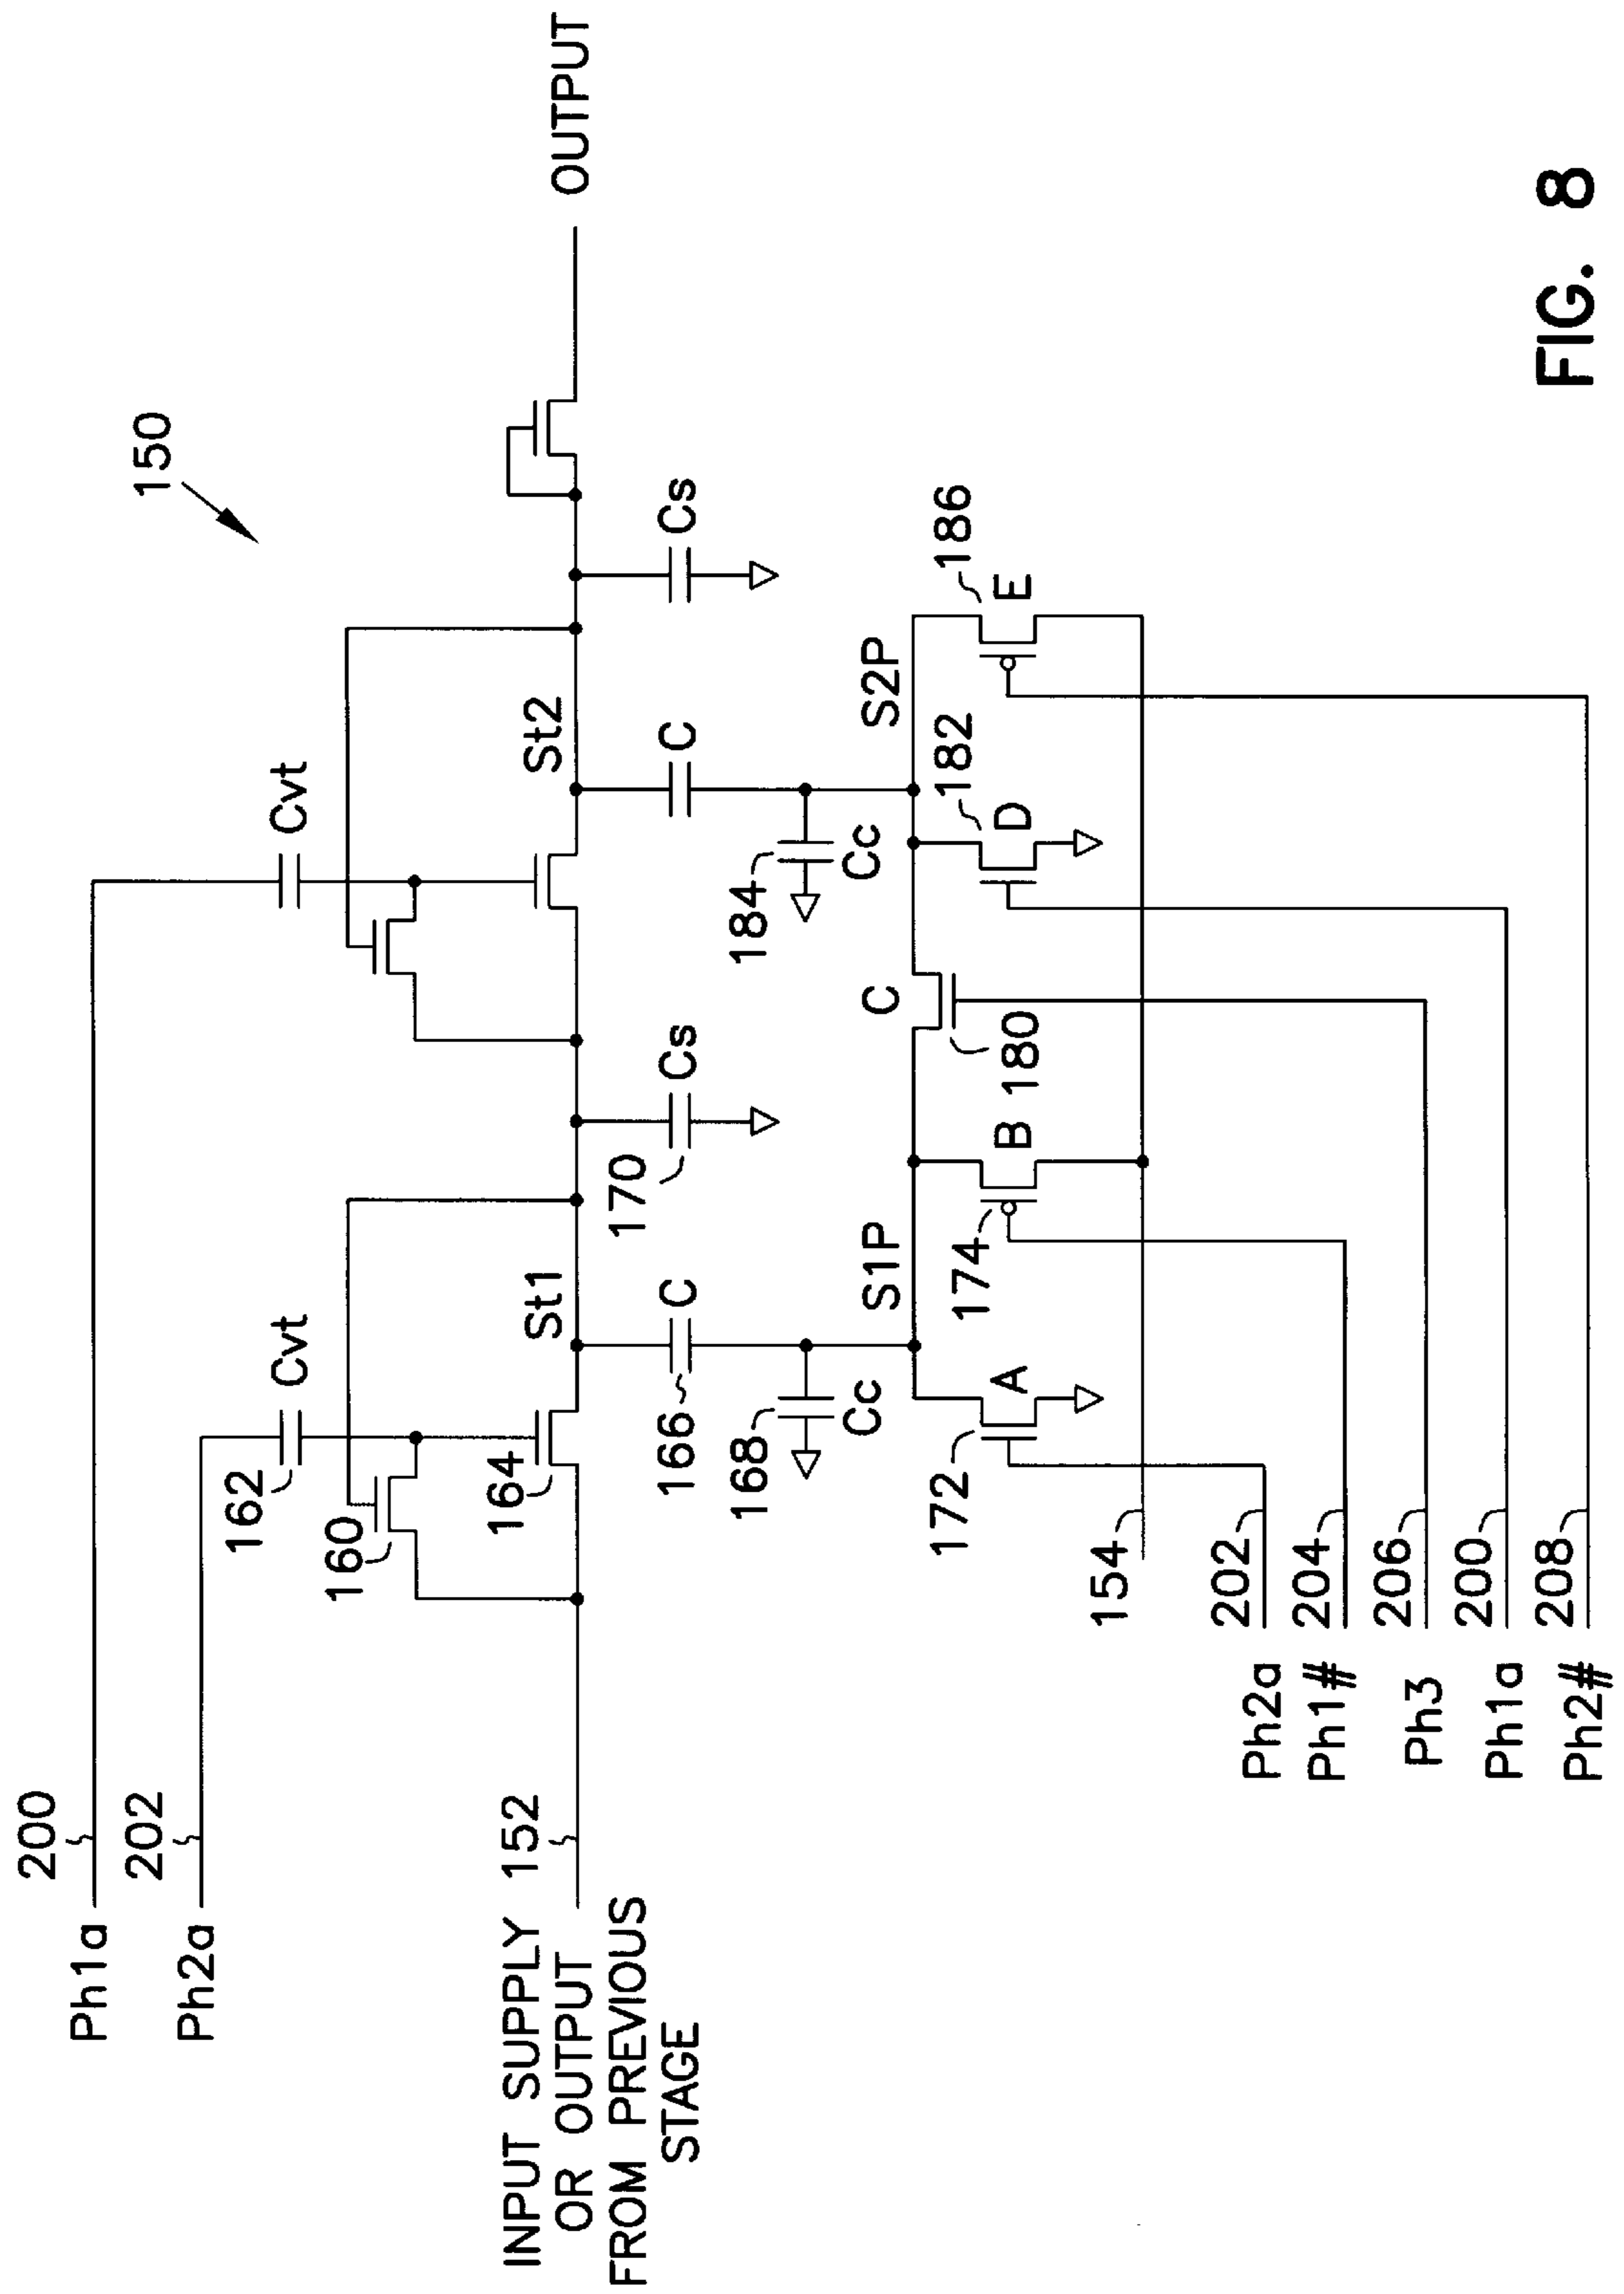 150
Ph1a
200
Ph2a
202
Cvt
Cvt
162
160
164
INPUT SUPPLY
OR OUTPUT
FROM PREVIOUS
STAGE
152
St1
St2
OUTPUT
166
C
170
Cs
C
Cs
168
Cc
184
Cc
S1P
C
S2P
172
A
174
B
180
182
D
186
E
154
Ph2a
202
Ph1#
204
Ph3
206
Ph1a
200
Ph2#
208
FIG. 8